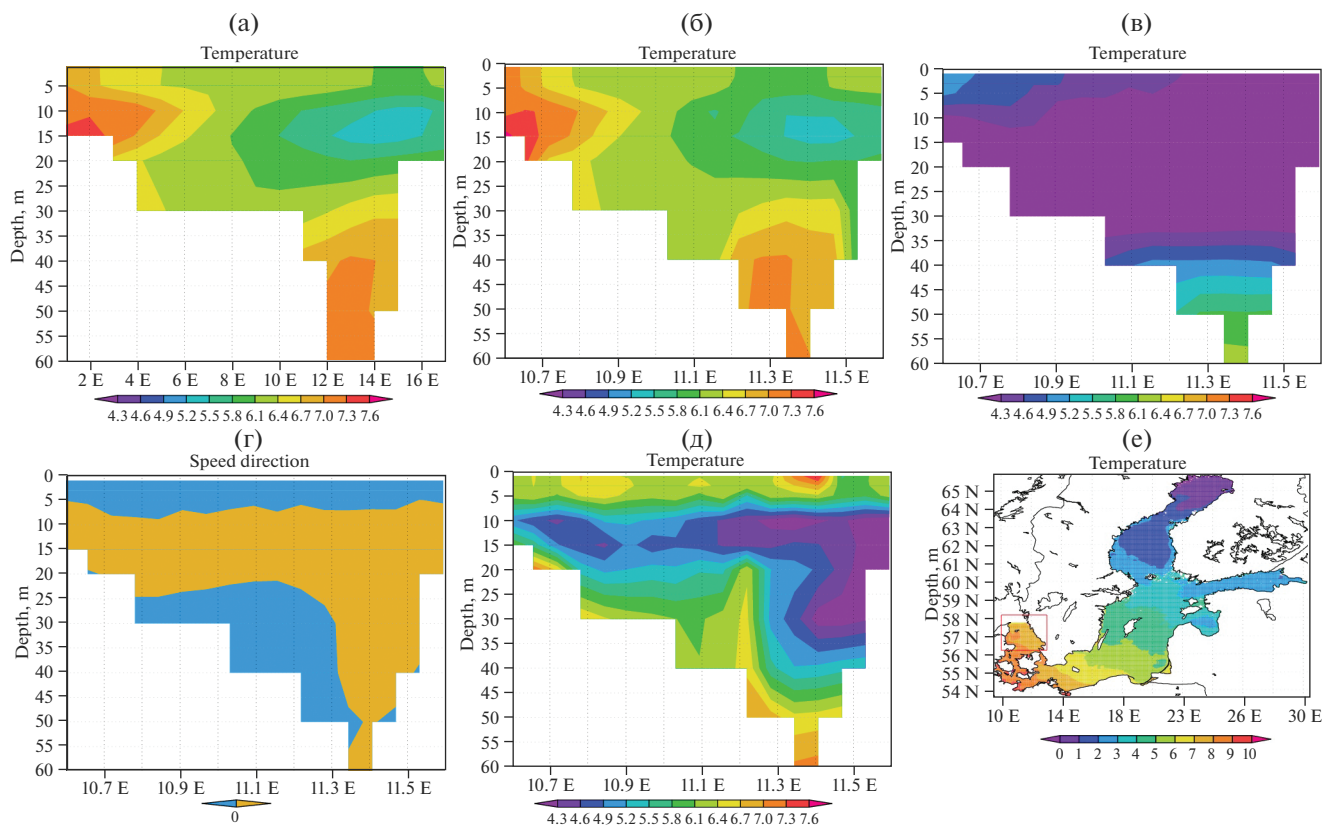 (а)
Temperature
5
10
15
20
25
30
35
40
45
50
55
60
Depth, m
2 E 4 E 6 E 8 E 10 E 12 E 14 E 16 E
4.3 4.6 4.9 5.2 5.5 5.8 6.1 6.4 6.7 7.0 7.3 7.6
(б)
Temperature
0
5
10
15
20
25
30
35
40
45
50
55
60
Depth, m
10.7 E 10.9 E 11.1 E 11.3 E 11.5 E
4.3 4.6 4.9 5.2 5.5 5.8 6.1 6.4 6.7 7.0 7.3 7.6
(в)
Temperature
0
5
10
15
20
25
30
35
40
45
50
55
60
Depth, m
10.7 E 10.9 E 11.1 E 11.3 E 11.5 E
4.3 4.6 4.9 5.2 5.5 5.8 6.1 6.4 6.7 7.0 7.3 7.6
(г)
Speed direction
0
5
10
15
20
25
30
35
40
45
50
55
60
Depth, m
10.7 E 10.9 E 11.1 E 11.3 E 11.5 E
0
(д)
Temperature
0
5
10
15
20
25
30
35
40
45
50
55
60
Depth, m
10.7 E 10.9 E 11.1 E 11.3 E 11.5 E
4.3 4.6 4.9 5.2 5.5 5.8 6.1 6.4 6.7 7.0 7.3 7.6
(е)
Temperature
65 N
64 N
63 N
62 N
61 N
60 N
59 N
58 N
57 N
56 N
55 N
54 N
Depth, m
10 E 14 E 18 E 23 E 26 E 30 E
0 1 2 3 4 5 6 7 8 9 10